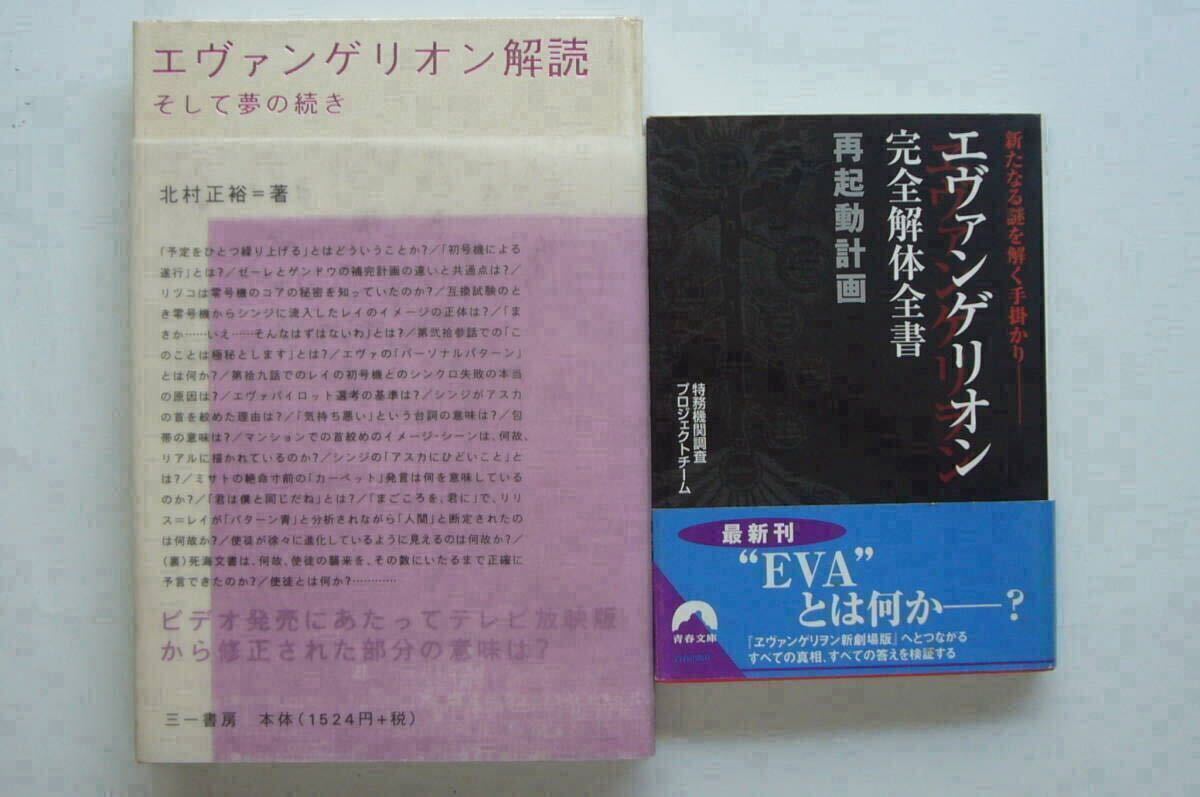 エヴァンゲリオン解読
そして夢の続き
北村正裕=著
「予定をひとつ繰り上げる」とはどういうことか?/「初号機による
遂行」とは?/ゼーレとゲンドウの補完計画の違いと共通点は?/
リツコは零号機のコアの秘密を知っていたのか?/互換試験のと
き零号機からシンジに流入したレイのイメージの正体は?/「ま
さか……いえ……そんなはずはないわ」とは?/第弐拾参話での「こ
のことは極秘とします」とは?/エヴァの「パーソナルパターン」
とは何か?/第拾九話でのレイの初号機とのシンクロ失敗の本当
の原因は?/エヴァパイロット選考の基準は?/シンジがアスカ
の首を絞めた理由は?/「気持ち悪い」という台詞の意味は?/包
帯の意味は?/マンションでの首絞めのイメージ・シーンは、何故、
リアルに描かれているのか?/シンジの「アスカにひどいこと」と
は?/ミサトの絶命寸前の「カーペット」発言は何を意味している
のか?/「君は僕と同じだね」とは?/「まごころを、君に」で、リリ
ス=レイが「パターン青」と分析されながら「人間」と断定されたの
は何故か?/使徒が徐々に進化しているように見えるのは何故か?/
(裏)死海文書は、何故、使徒の襲来を、その数にいたるまで正確に
予言できたのか?/使徒とは何か?…………
ビデオ発売にあたってテレビ放映版
から修正された部分の意味は?
三一書房 本体(1524円+税)
新たなる謎を解く手掛かり――
エヴァンゲリオン
エヴァンゲリオン
完全解体全書
再起動計画
特務機関調査
プロジェクトチーム
最新刊
“EVA”
とは何か――?
青春文庫
『ヱヴァンゲリヲン新劇場版』へとつながる
すべての真相、すべての答えを検証する